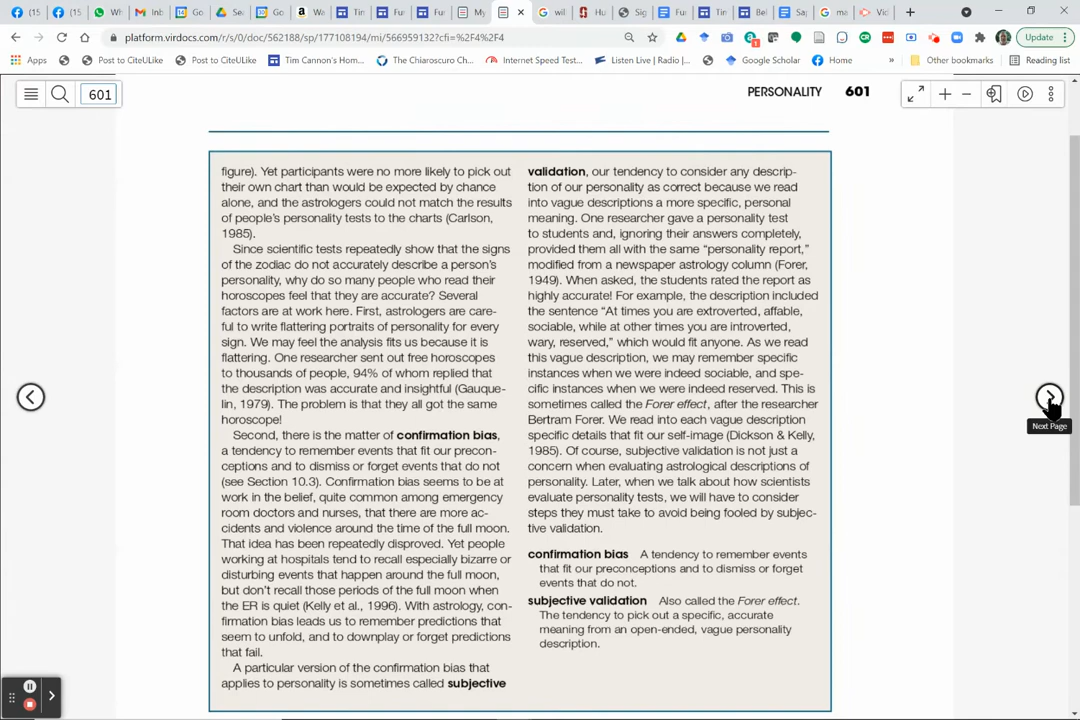 (15
(15
Wh
Inb
Go
Sea
Go
Wa
Tin
Fu
Fu
My
wil
Hu
Sig
Fu
Tin
Be
Sa
ma
Vid
platform.virdocs.com/r/s/0/doc/562188/sp/177108194/mi/566959132?cfi=%2F4%2F4
Update
Apps
Post to CiteULike
Post to CiteULike
Tim Cannon's Hom...
The Chiaroscuro Ch...
Internet Speed Test...
Listen Live | Radio |...
Google Scholar
Home
»
Other bookmarks
Reading list
601
PERSONALITY 601
figure). Yet participants were no more likely to pick out
their own chart than would be expected by chance
alone, and the astrologers could not match the results
of people's personality tests to the charts (Carlson,
1985).
Since scientific tests repeatedly show that the signs
of the zodiac do not accurately describe a person's
personality, why do so many people who read their
horoscopes feel that they are accurate? Several
factors are at work here. First, astrologers are care-
ful to write flattering portraits of personality for every
sign. We may feel the analysis fits us because it is
flattering. One researcher sent out free horoscopes
to thousands of people, 94% of whom replied that
the description was accurate and insightful (Gauque-
lin, 1979). The problem is that they all got the same
horoscope!
Second, there is the matter of confirmation bias,
a tendency to remember events that fit our precon-
ceptions and to dismiss or forget events that do not
(see Section 10.3). Confirmation bias seems to be at
work in the belief, quite common among emergency
room doctors and nurses, that there are more ac-
cidents and violence around the time of the full moon.
That idea has been repeatedly disproved. Yet people
working at hospitals tend to recall especially bizarre or
disturbing events that happen around the full moon,
but don't recall those periods of the full moon when
the ER is quiet (Kelly et al., 1996). With astrology, con-
firmation bias leads us to remember predictions that
seem to unfold, and to downplay or forget predictions
that fail.
A particular version of the confirmation bias that
applies to personality is sometimes called subjective
validation, our tendency to consider any descrip-
tion of our personality as correct because we read
into vague descriptions a more specific, personal
meaning. One researcher gave a personality test
to students and, ignoring their answers completely,
provided them all with the same "personality report,"
modified from a newspaper astrology column (Forer,
1949). When asked, the students rated the report as
highly accurate! For example, the description included
the sentence "At times you are extroverted, affable,
sociable, while at other times you are introverted,
wary, reserved," which would fit anyone. As we read
this vague description, we may remember specific
instances when we were indeed sociable, and spe-
cific instances when we were indeed reserved. This is
sometimes called the Forer effect, after the researcher
Bertram Forer. We read into each vague description
specific details that fit our self-image (Dickson & Kelly,
1985). Of course, subjective validation is not just a
concern when evaluating astrological descriptions of
personality. Later, when we talk about how scientists
evaluate personality tests, we will have to consider
steps they must take to avoid being fooled by subjec-
tive validation.
confirmation bias A tendency to remember events
that fit our preconceptions and to dismiss or forget
events that do not.
subjective validation Also called the Forer effect.
The tendency to pick out a specific, accurate
meaning from an open-ended, vague personality
description.
Next Page